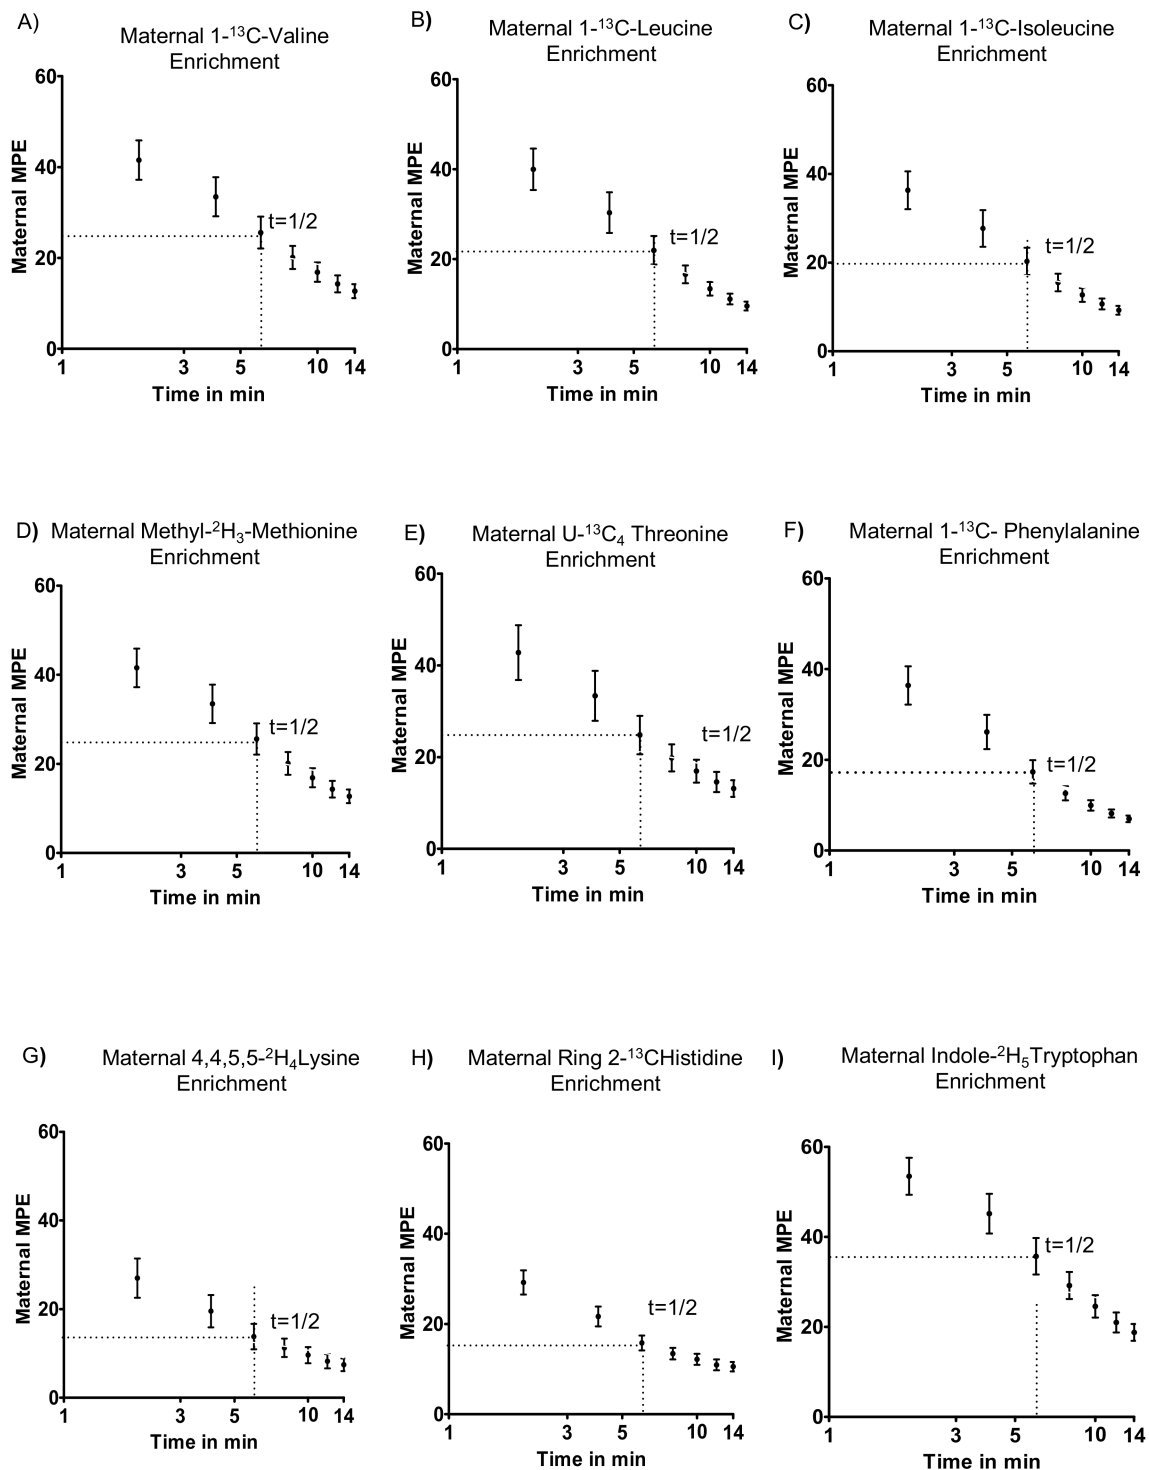 A)
Maternal 1-¹³C-Valine
Enrichment
60
40
20
0
Maternal MPE
t=1/2
1 3 5 10 14
Time in min
B)
Maternal 1-¹³C-Leucine
Enrichment
60
40
20
0
Maternal MPE
t=1/2
1 3 5 10 14
Time in min
C)
Maternal 1-¹³C-Isoleucine
Enrichment
80
40
20
0
Maternal MPE
t=1/2
1 3 5 10 14
Time in min
D)
Maternal Methyl-²H₃-Methionine
Enrichment
60
40
20
0
Maternal MPE
t=1/2
1 3 5 10 14
Time in min
E)
Maternal U-¹³C₄ Threonine
Enrichment
60
40
20
0
Maternal MPE
t=1/2
1 3 5 10 14
Time in min
F)
Maternal 1-¹³C- Phenylalanine
Enrichment
60
40
20
0
Maternal MPE
t=1/2
1 3 5 10 14
Time in min
G)
Maternal 4,4,5,5-²H₄Lysine
Enrichment
60
40
20
0
Maternal MPE
t=1/2
1 3 5 10 14
Time in min
H)
Maternal Ring 2-¹³CHistidine
Enrichment
60
40
20
0
Maternal MPE
t=1/2
1 3 5 10 14
Time in min
I)
Maternal Indole-²H₅Tryptophan
Enrichment
60
40
20
0
Maternal MPE
t=1/2
1 3 5 10 14
Time in min